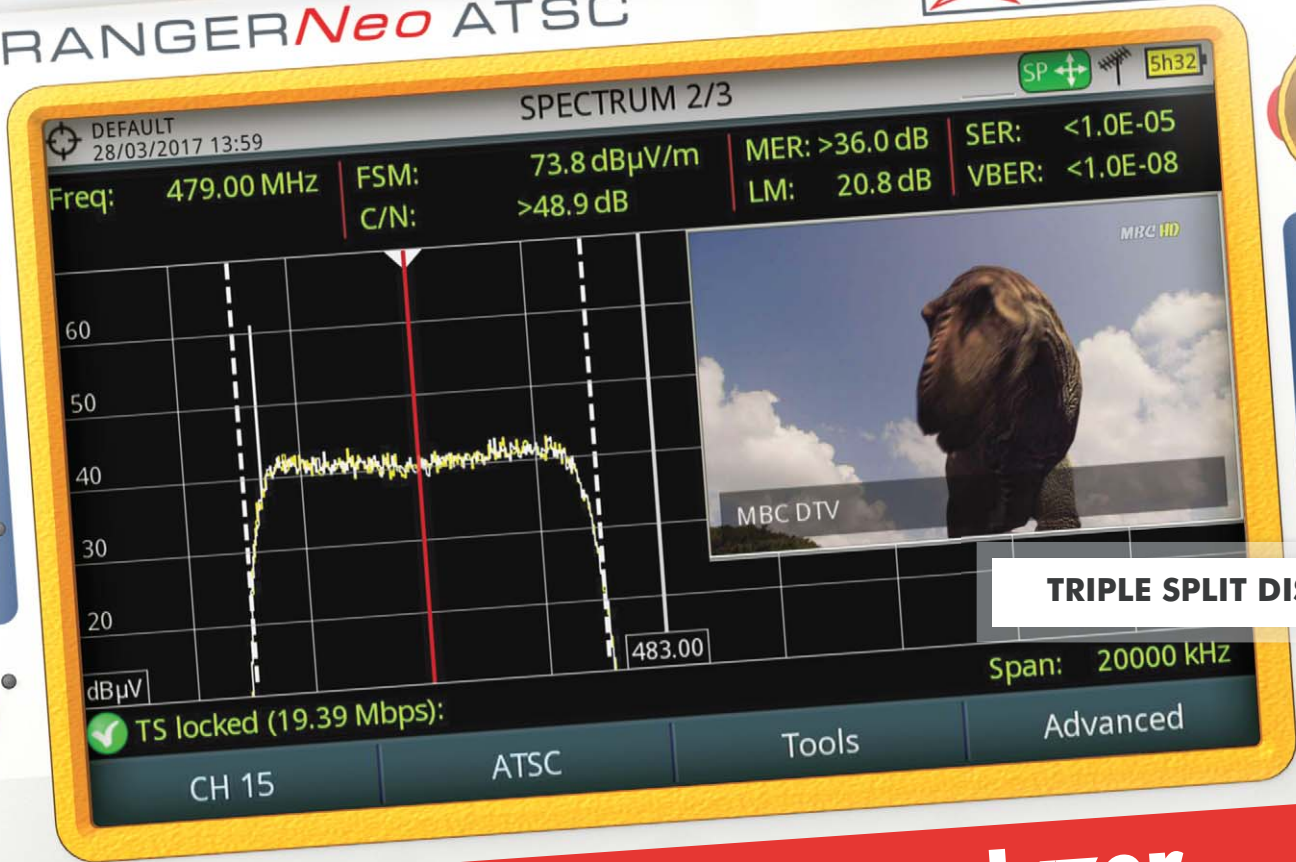 RANGERNeo ATSC
DEFAULT
28/03/2017 13:59
SPECTRUM 2/3
SP
5h32
Freq: 479.00 MHz
FSM: 73.8 dBµV/m
C/N: >48.9 dB
MER: >36.0 dB
LM: 20.8 dB
SER: <1.0E-05
VBER: <1.0E-08
MBC HD
60
50
40
30
20
dBµV
MBC DTV
TRIPLE SPLIT
483.00
Span: 20000 kHz
TS locked (19.39 Mbps):
CH 15
ATSC
Tools
Advanced